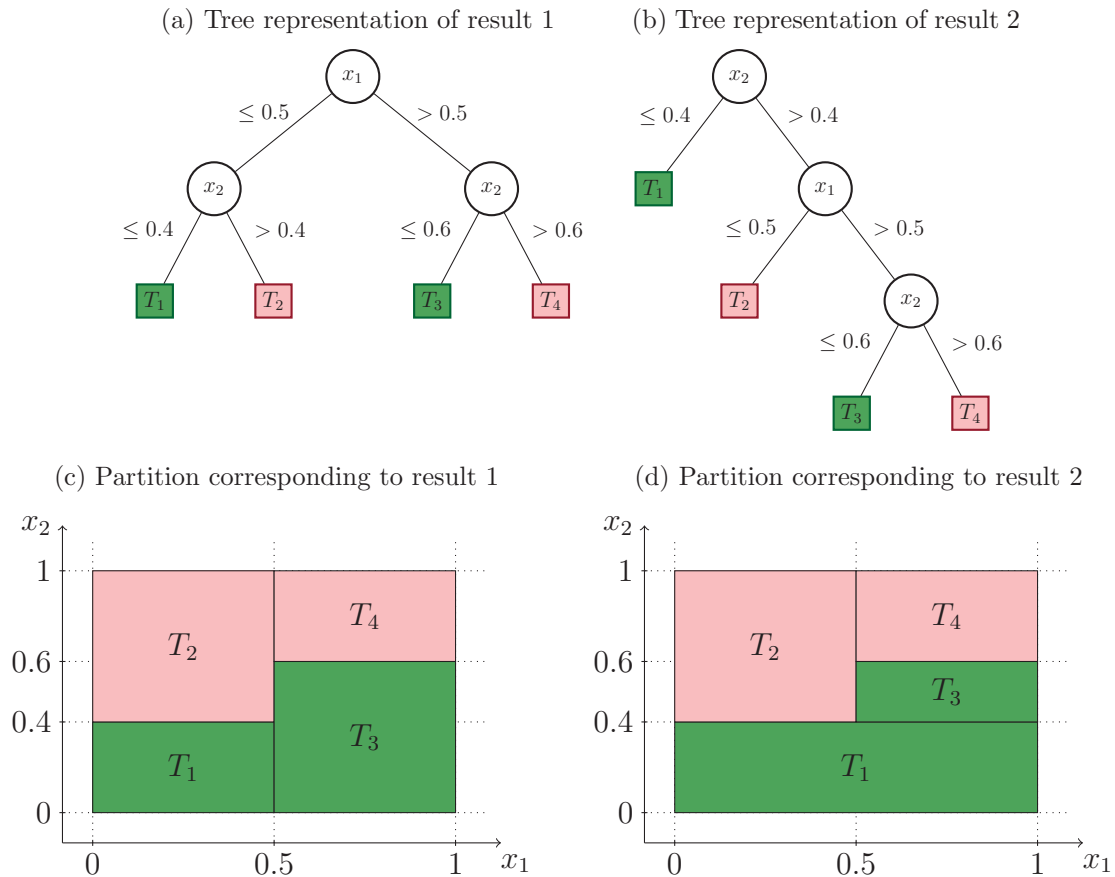 (a) Tree representation of result 1
x₁
≤ 0.5
> 0.5
x₂
x₂
≤ 0.4
> 0.4
≤ 0.6
> 0.6
T₁
T₂
T₃
T₄
(b) Tree representation of result 2
x₂
≤ 0.4
> 0.4
T₁
x₁
≤ 0.5
> 0.5
T₂
x₂
≤ 0.6
> 0.6
T₃
T₄
(c) Partition corresponding to result 1
x₂
1
0.6
0.4
0
T₂
T₄
T₃
T₁
0
0.5
1
x₁
(d) Partition corresponding to result 2
x₂
1
0.6
0.4
0
T₂
T₄
T₃
T₁
0
0.5
1
x₁